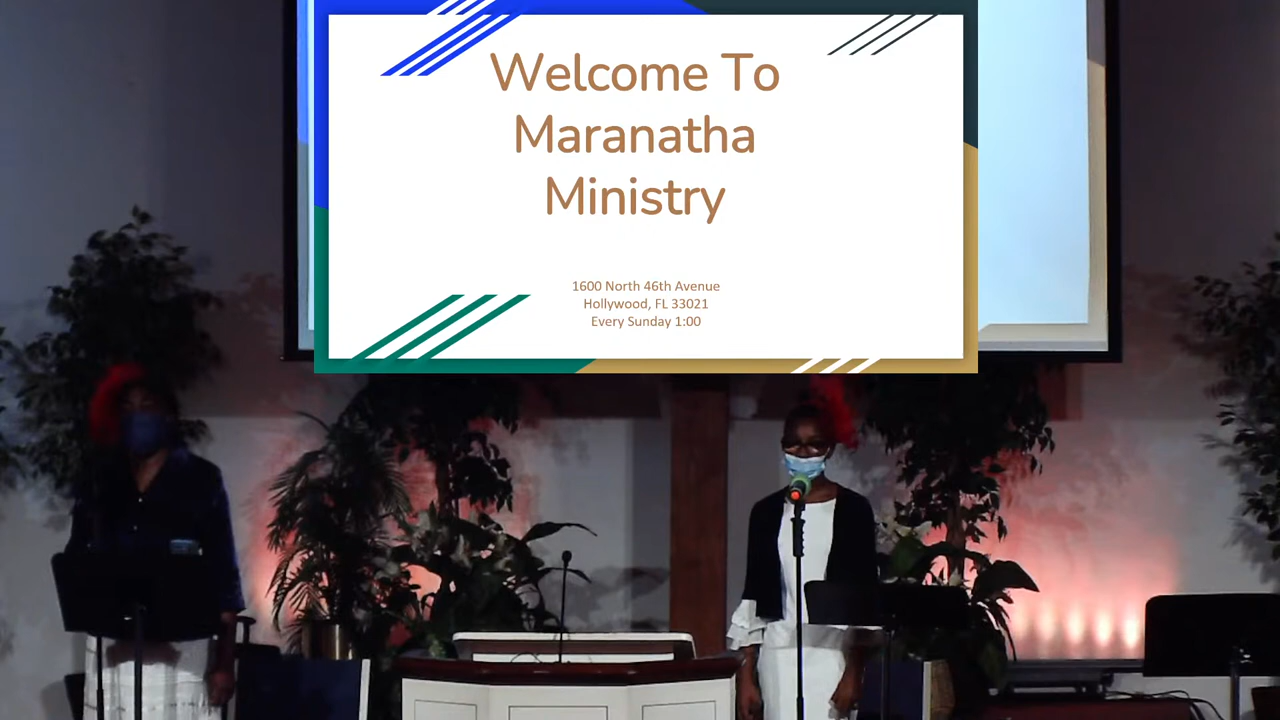 Welcome To
Maranatha
Ministry
1600 North 46th Avenue
Hollywood, FL 33021
Every Sunday 1:00